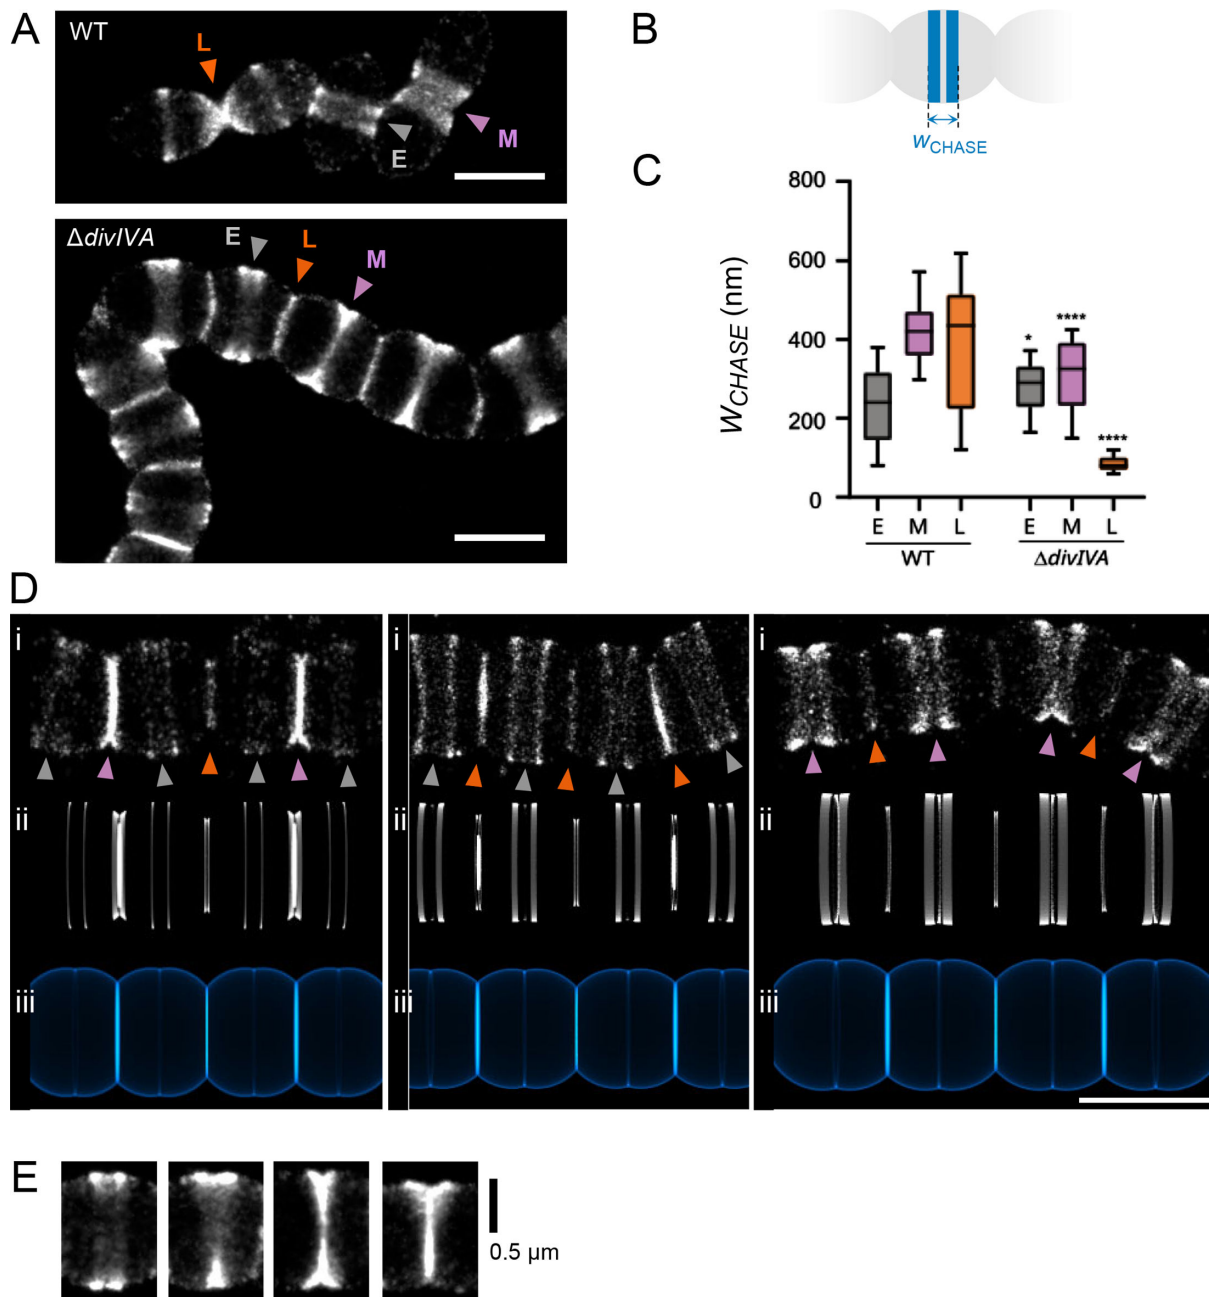 A
WT
L
E
M
ΔdivIVA
E
L
M
B
wCHASE
C
WCHASE (nm)
800
600
400
200
0
*
****
****
E M L E M L
WT ΔdivIVA
D
i i i
ii ii ii
iii iii iii
E
0.5 µm